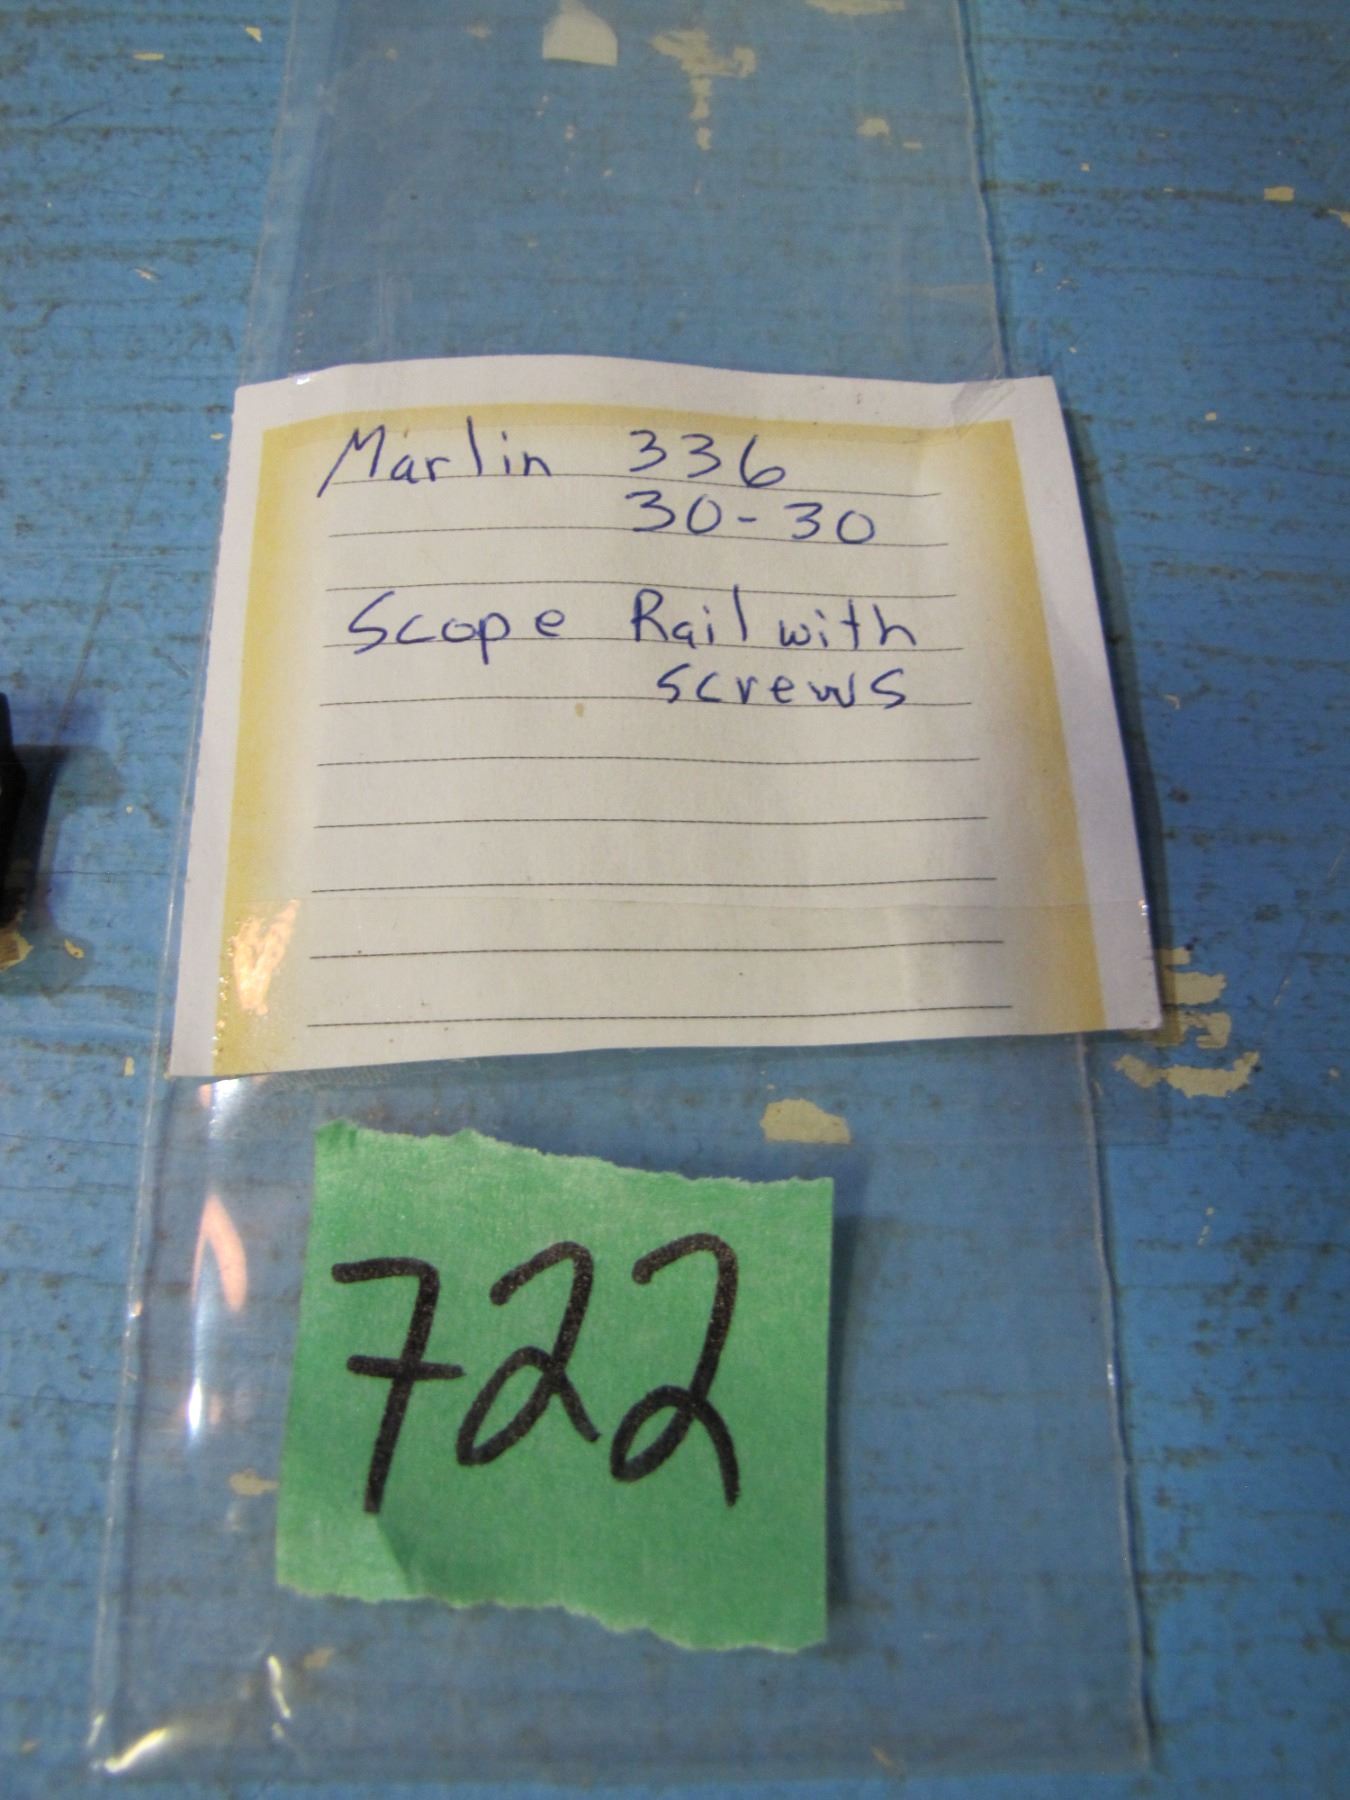 Marlin 336
30-30
Scope Rail with
screws
722